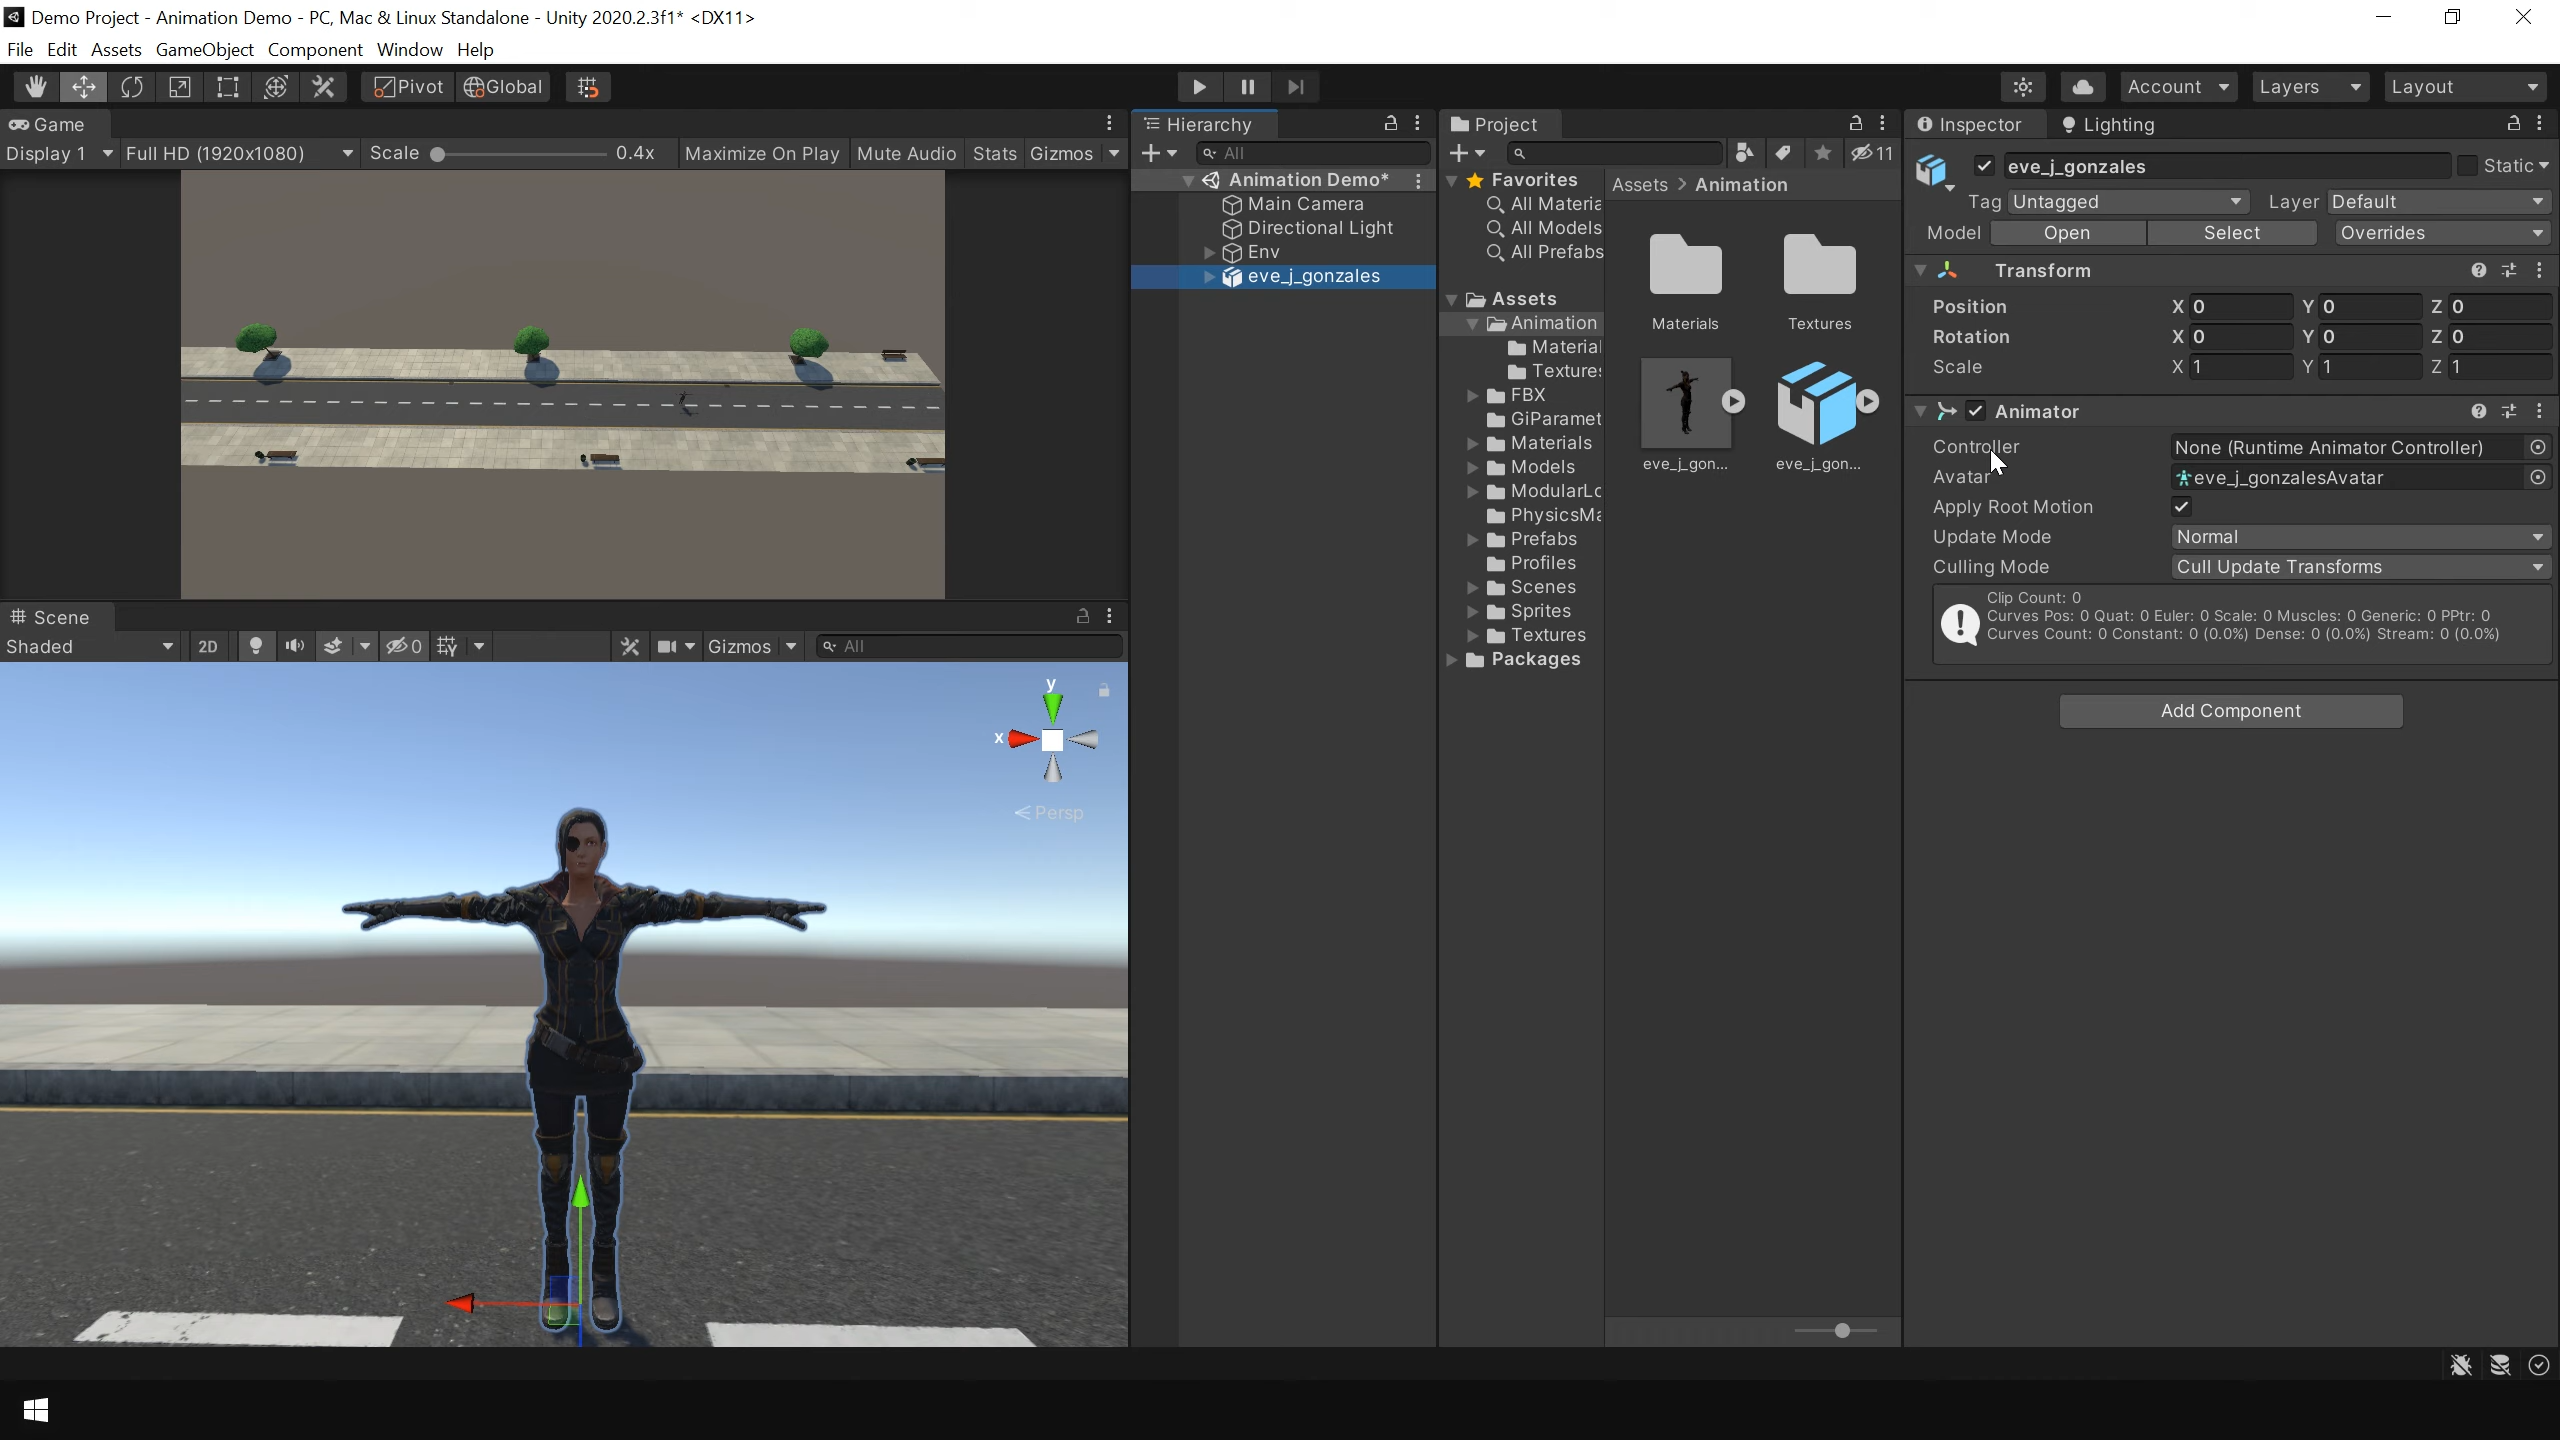 Demo Project - Animation Demo - PC, Mac & Linux Standalone - Unity 2020.2.3f1* <DX11>
File Edit Assets GameObject Component Window Help
Pivot Global Account Layers Layout
Game
Display 1 Full HD (1920x1080) Scale 0.4x Maximize On Play Mute Audio Stats Gizmos
Scene
Shaded 2D 0 Gizmos All
y
x
Persp
Hierarchy
All
Animation Demo*
Main Camera
Directional Light
Env
eve_j_gonzales
Project
11
Favorites
All Materia
All Models
All Prefabs
Assets
Animation
Material
Textures
FBX
GiParamet
Materials
Models
ModularLo
PhysicsMa
Prefabs
Profiles
Scenes
Sprites
Textures
Packages
Assets > Animation
Materials
Textures
eve_j_gon...
eve_j_gon...
Inspector Lighting
eve_j_gonzales Static
Tag Untagged Layer Default
Model Open Select Overrides
Transform
Position X 0 Y 0 Z 0
Rotation X 0 Y 0 Z 0
Scale X 1 Y 1 Z 1
Animator
Controller None (Runtime Animator Controller)
Avatar eve_j_gonzalesAvatar
Apply Root Motion
Update Mode Normal
Culling Mode Cull Update Transforms
Clip Count: 0
Curves Pos: 0 Quat: 0 Euler: 0 Scale: 0 Muscles: 0 Generic: 0 PPtr: 0
Curves Count: 0 Constant: 0 (0.0%) Dense: 0 (0.0%) Stream: 0 (0.0%)
Add Component